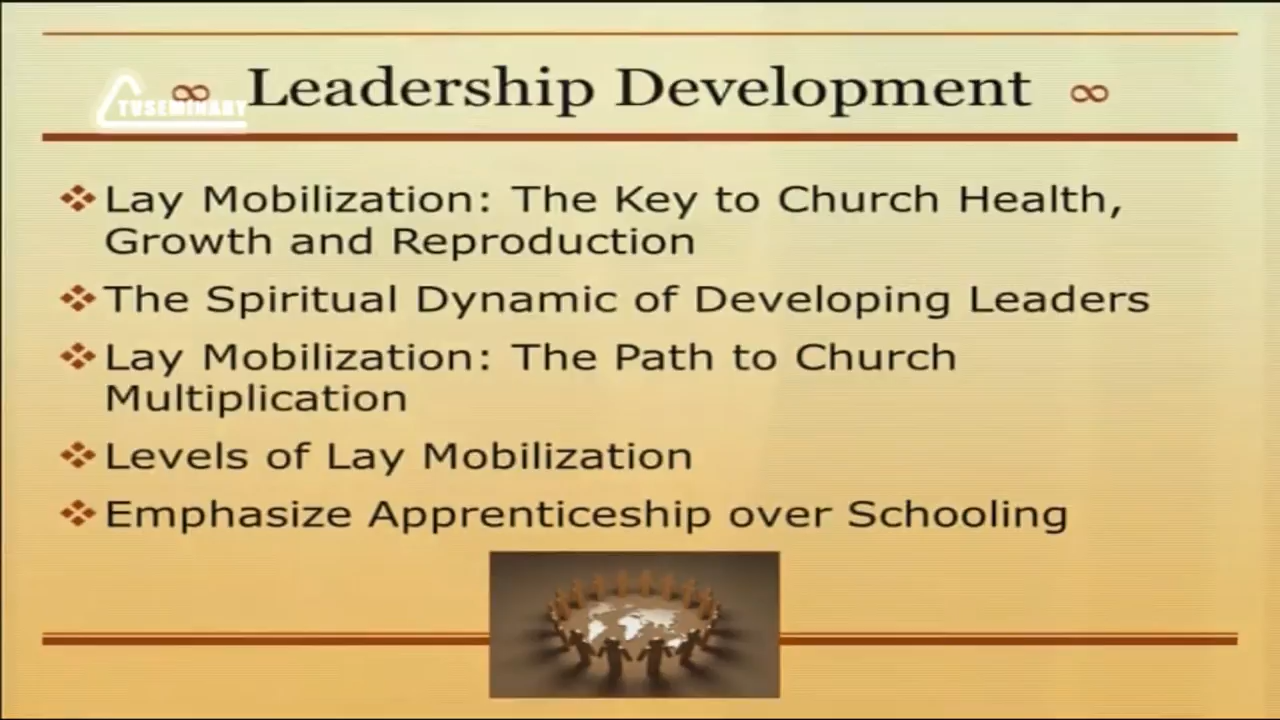 Leadership Development
TVSEMINARY
Lay Mobilization: The Key to Church Health,
Growth and Reproduction
The Spiritual Dynamic of Developing Leaders
Lay Mobilization: The Path to Church
Multiplication
Levels of Lay Mobilization
Emphasize Apprenticeship over Schooling